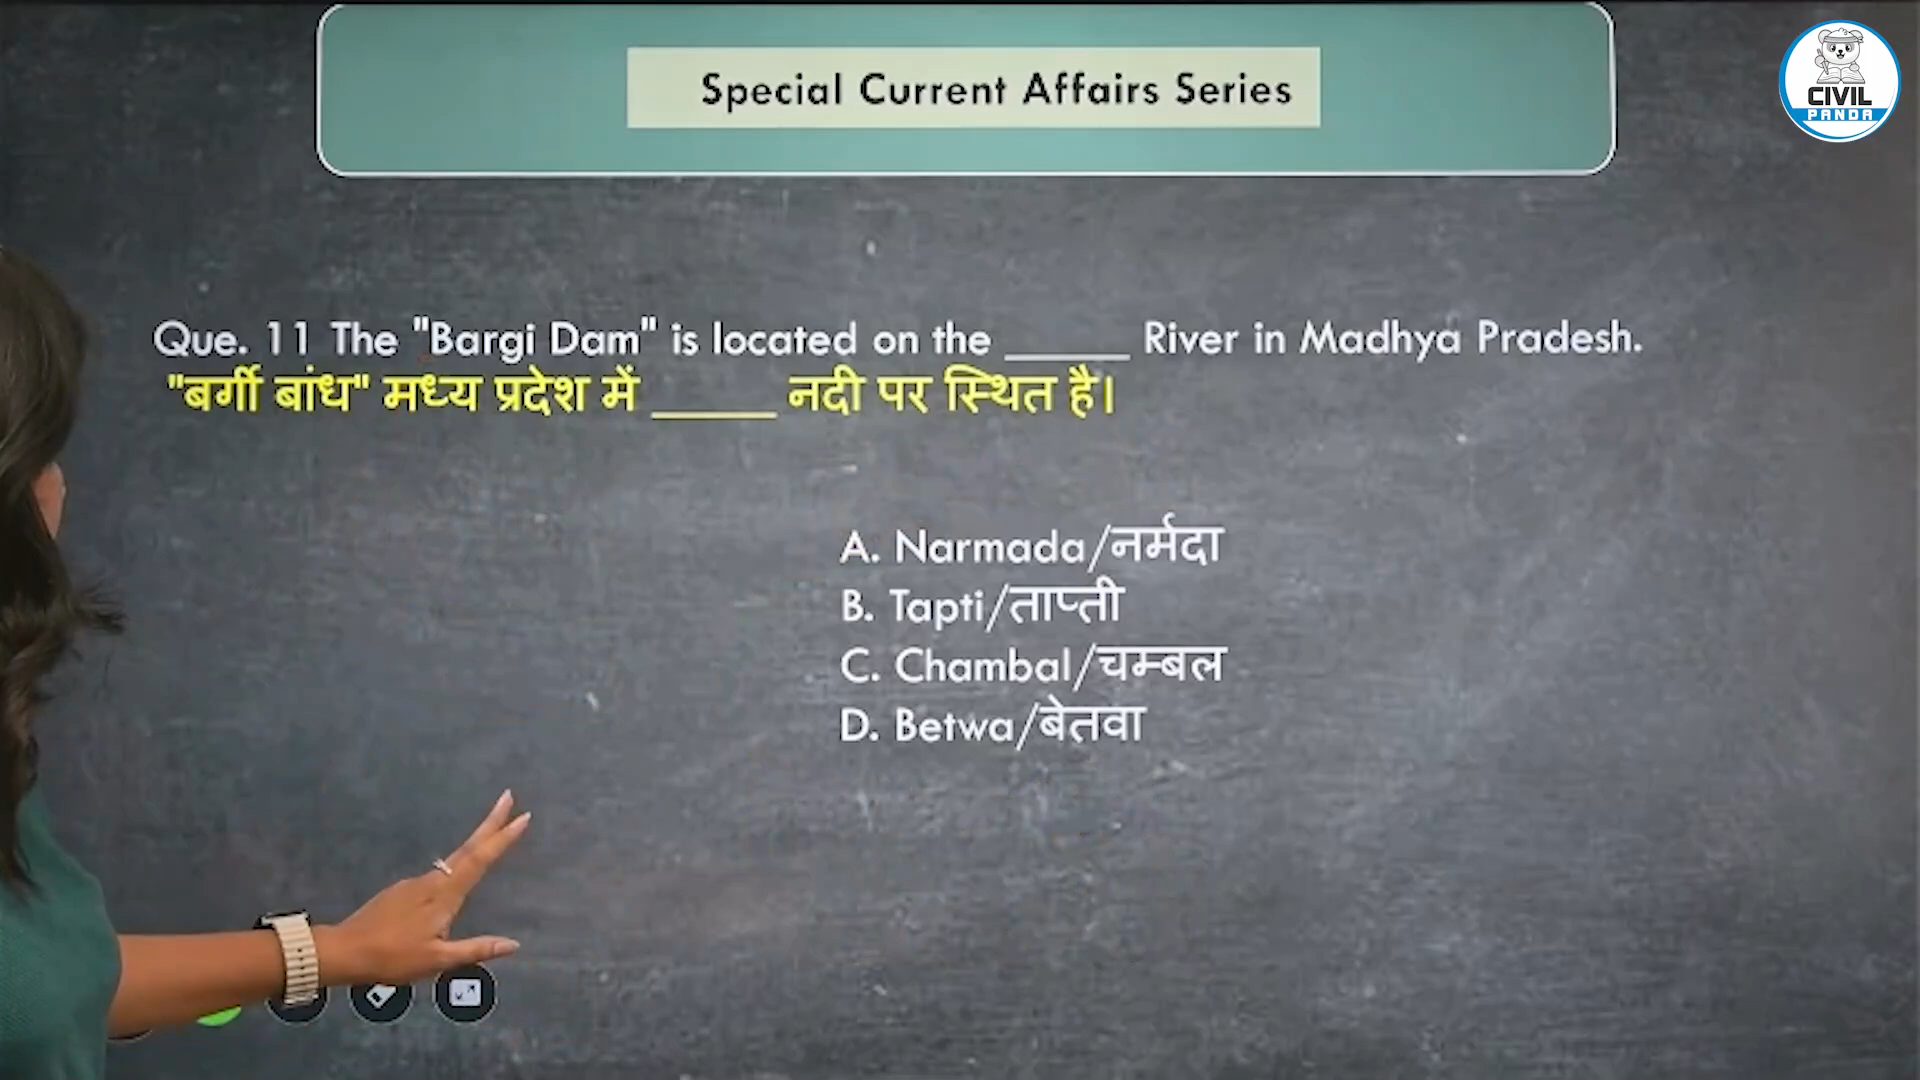 Special Current Affairs Series
CIVIL
PANDA
Que. 11 The "Bargi Dam" is located on the _____ River in Madhya Pradesh.
"बर्गी बांध" मध्य प्रदेश में _____ नदी पर स्थित है।
A. Narmada/नर्मदा
B. Tapti/ताप्ती
C. Chambal/चम्बल
D. Betwa/बेतवा